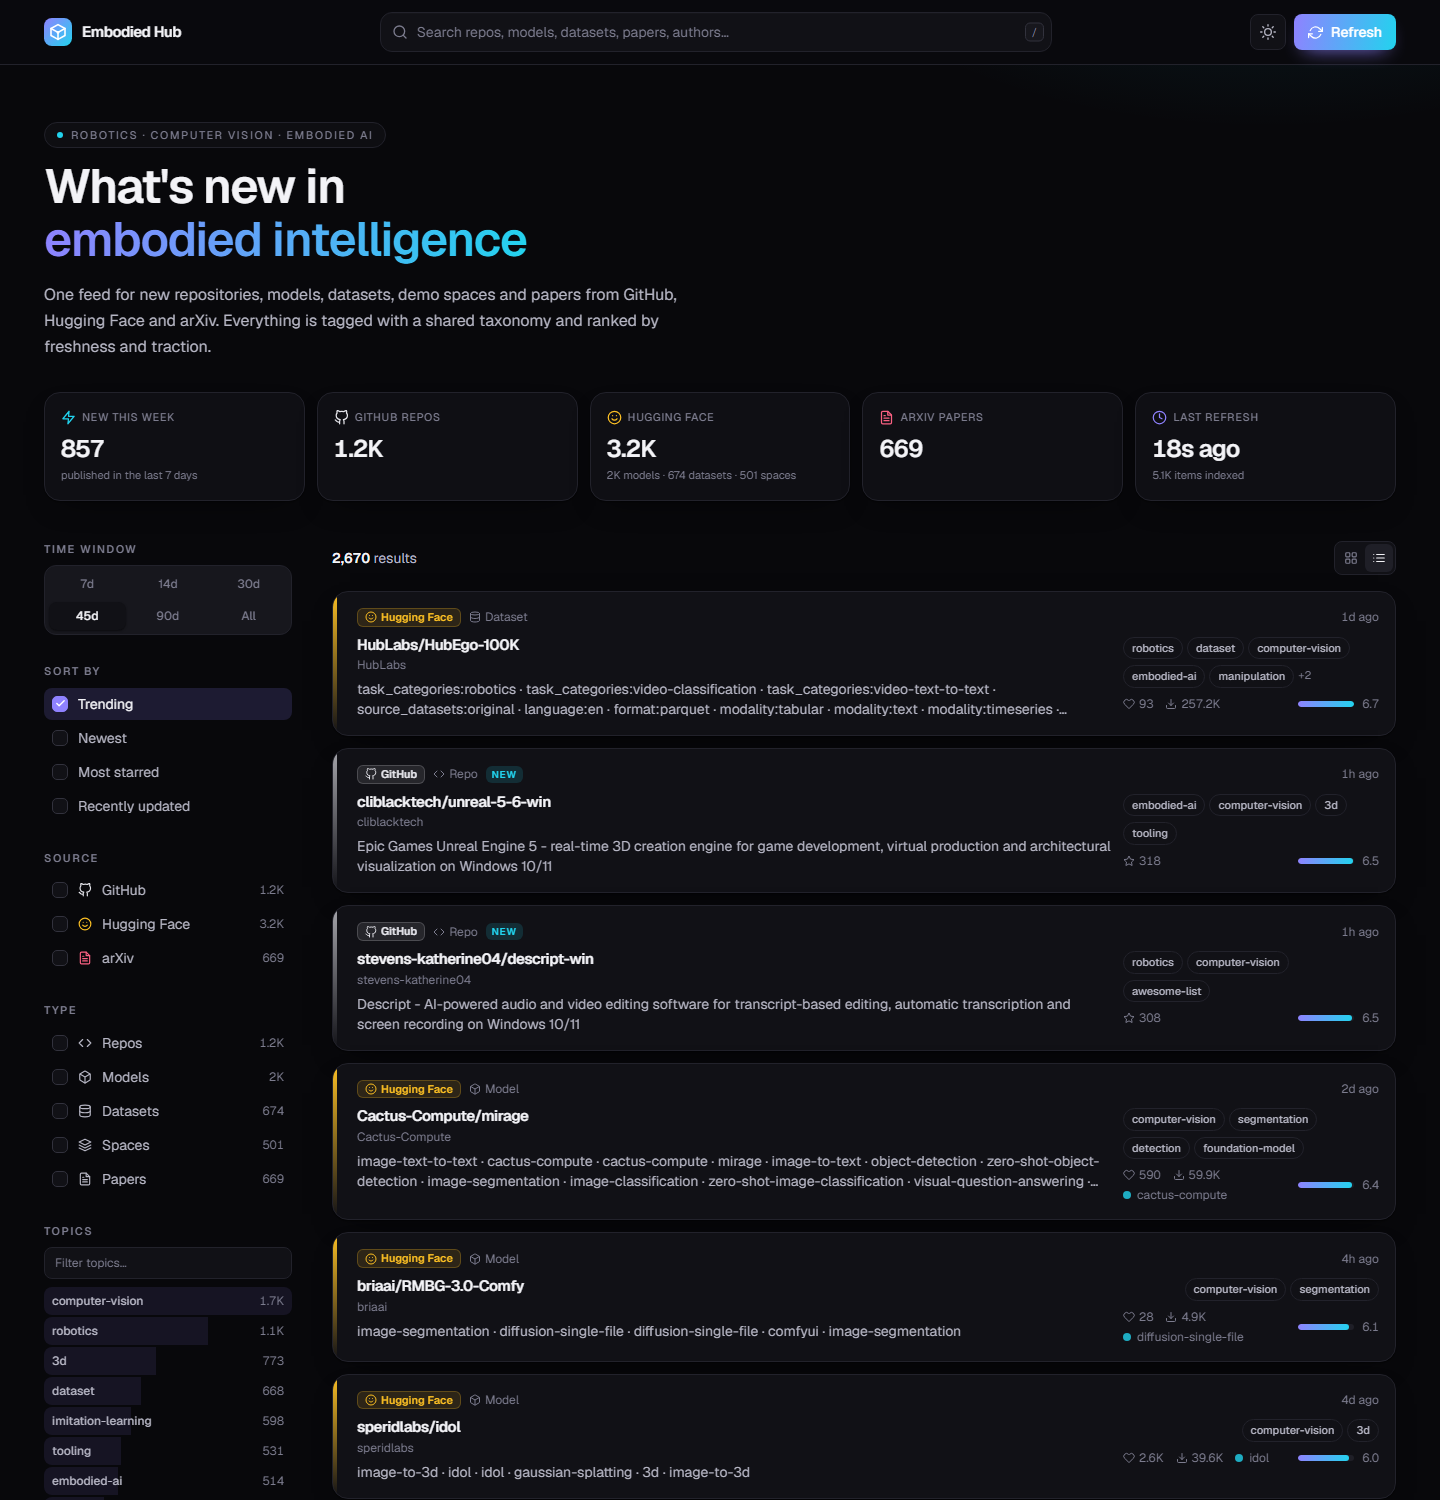 Embodied Hub
Search repos, models, datasets, papers, authors...
/
Refresh
ROBOTICS · COMPUTER VISION · EMBODIED AI
What's new in
embodied intelligence
One feed for new repositories, models, datasets, demo spaces and papers from GitHub,
Hugging Face and arXiv. Everything is tagged with a shared taxonomy and ranked by
freshness and traction.
NEW THIS WEEK
857
published in the last 7 days
GITHUB REPOS
1.2K
HUGGING FACE
3.2K
2K models · 674 datasets · 501 spaces
ARXIV PAPERS
669
LAST REFRESH
18s ago
5.1K items indexed
TIME WINDOW
7d 14d 30d
45d 90d All
SORT BY
Trending
Newest
Most starred
Recently updated
SOURCE
GitHub 1.2K
Hugging Face 3.2K
arXiv 669
TYPE
Repos 1.2K
Models 2K
Datasets 674
Spaces 501
Papers 669
TOPICS
Filter topics...
computer-vision 1.7K
robotics 1.1K
3d 773
dataset 668
imitation-learning 598
tooling 531
embodied-ai 514
2,670 results
Hugging Face Dataset 1d ago
HubLabs/HubEgo-100K
HubLabs
task_categories:robotics · task_categories:video-classification · task_categories:video-text-to-text ·
source_datasets:original · language:en · format:parquet · modality:tabular · modality:text · modality:timeseries ·...
robotics dataset computer-vision
embodied-ai manipulation +2
93 257.2K 6.7
GitHub Repo NEW 1h ago
cliblacktech/unreal-5-6-win
cliblacktech
Epic Games Unreal Engine 5 - real-time 3D creation engine for game development, virtual production and architectural
visualization on Windows 10/11
embodied-ai computer-vision 3d
tooling
318 6.5
GitHub Repo NEW 1h ago
stevens-katherine04/descript-win
stevens-katherine04
Descript - AI-powered audio and video editing software for transcript-based editing, automatic transcription and
screen recording on Windows 10/11
robotics computer-vision
awesome-list
308 6.5
Hugging Face Model 2d ago
Cactus-Compute/mirage
Cactus-Compute
image-text-to-text · cactus-compute · cactus-compute · mirage · image-to-text · object-detection · zero-shot-object-
detection · image-segmentation · image-classification · zero-shot-image-classification · visual-question-answering ·...
computer-vision segmentation
detection foundation-model
590 59.9K 6.4
cactus-compute
Hugging Face Model 4h ago
briaai/RMBG-3.0-Comfy
briaai
image-segmentation · diffusion-single-file · diffusion-single-file · comfyui · image-segmentation
computer-vision segmentation
28 4.9K 6.1
diffusion-single-file
Hugging Face Model 4d ago
speridlabs/idol
speridlabs
image-to-3d · idol · idol · gaussian-splatting · 3d · image-to-3d
computer-vision 3d
2.6K 39.6K idol 6.0